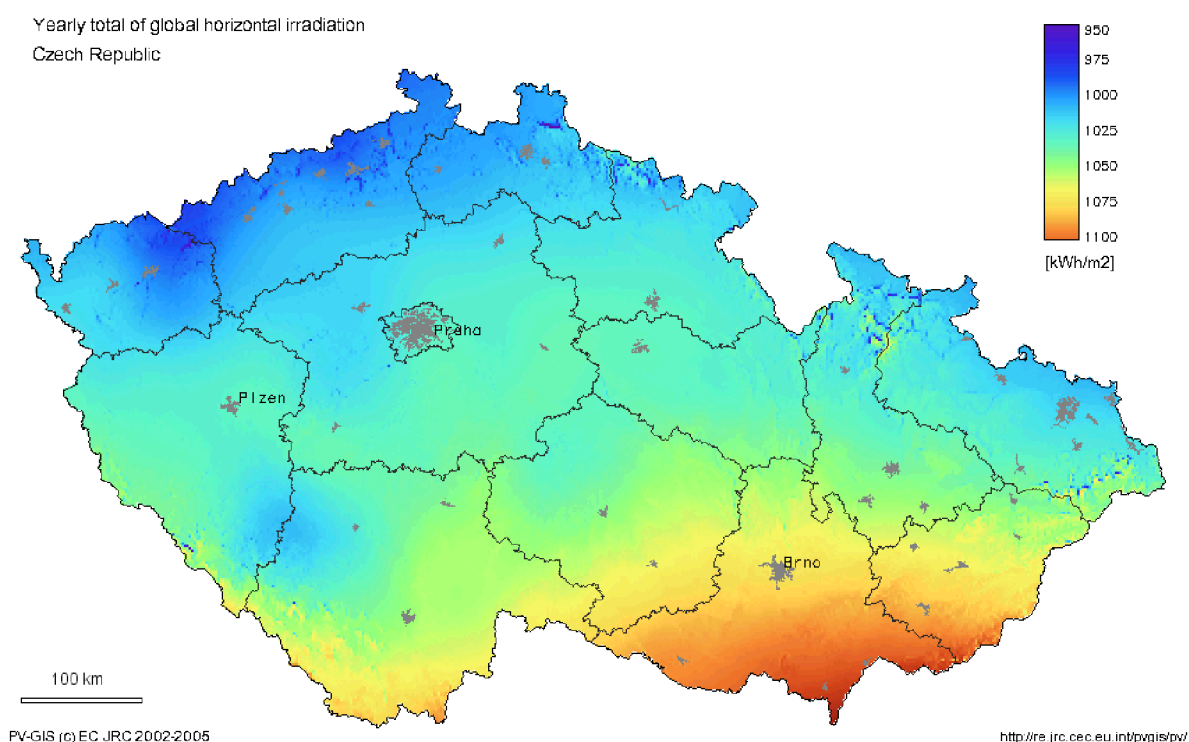 Yearly total of global horizontal irradiation
Czech Republic
950
975
1000
1025
1050
1075
1100
[kWh/m2]
Praha
Plzen
Brno
100 km
PV-GIS (c) EC JRC 2002-2005
http://re.jrc.cec.eu.int/pvgis/pv/